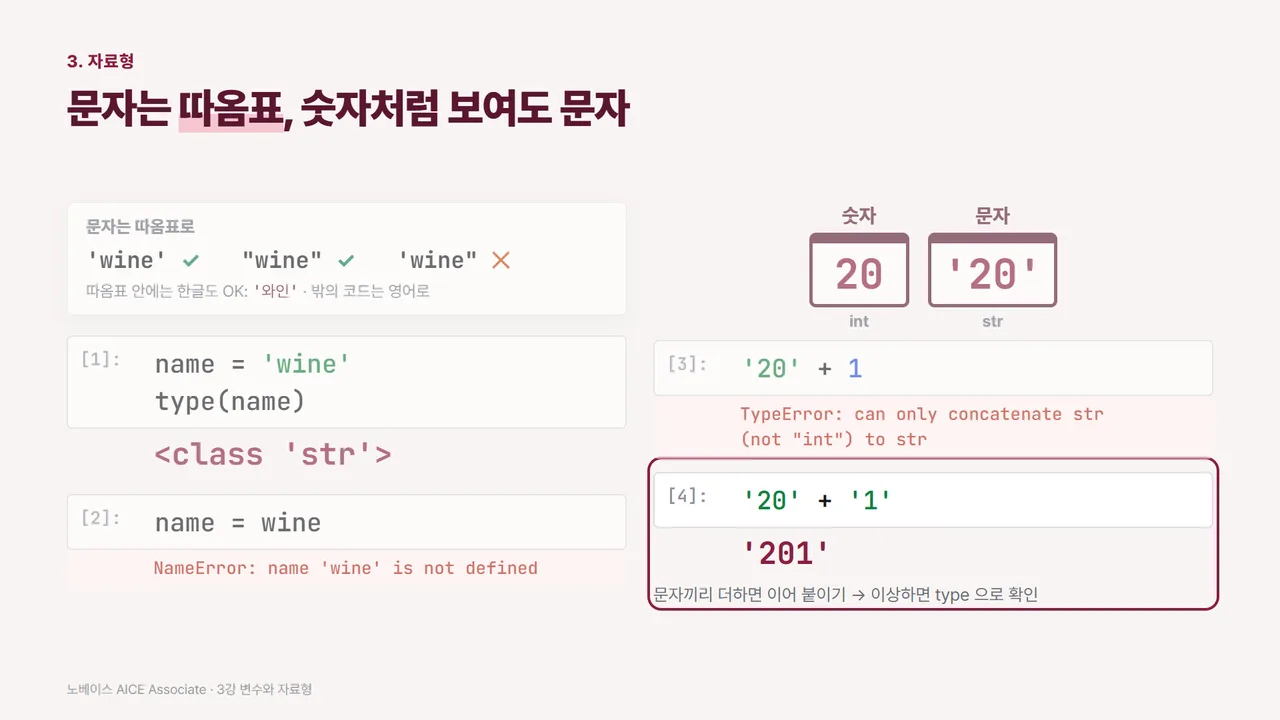 3. 자료형
문자는 따옴표, 숫자처럼 보여도 문자
문자는 따옴표로
'wine' ✓ "wine" ✓ 'wine" ✕
따옴표 안에는 한글도 OK: '와인' · 밖의 코드는 영어로
[1]: name = 'wine'
type(name)
<class 'str'>
[2]: name = wine
NameError: name 'wine' is not defined
숫자 문자
20 '20'
int str
[3]: '20' + 1
TypeError: can only concatenate str
(not "int") to str
[4]: '20' + '1'
'201'
문자끼리 더하면 이어 붙이기 → 이상하면 type 으로 확인
노베이스 AICE Associate · 3강 변수와 자료형